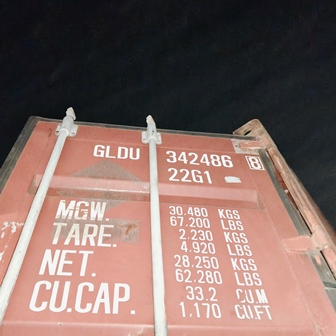 GLDU 342486 8
22G1
MGW. 30.480 KGS
67.200 LBS
TARE. 2.230 KGS
4.920 LBS
NET. 28.250 KGS
62.280 LBS
CU.CAP. 33.2 CU.M
1.170 CU.FT